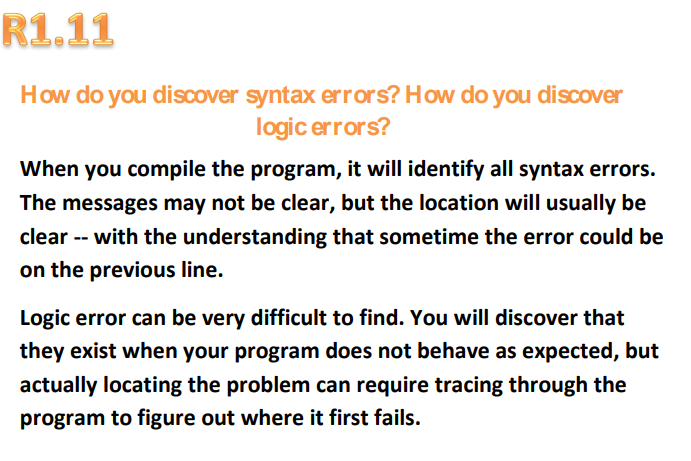 R1.11
How do you discover syntax errors? How do you discover
logic errors?
When you compile the program, it will identify all syntax errors.
The messages may not be clear, but the location will usually be
clear -- with the understanding that sometime the error could be
on the previous line.
Logic error can be very difficult to find. You will discover that
they exist when your program does not behave as expected, but
actually locating the problem can require tracing through the
program to figure out where it first fails.